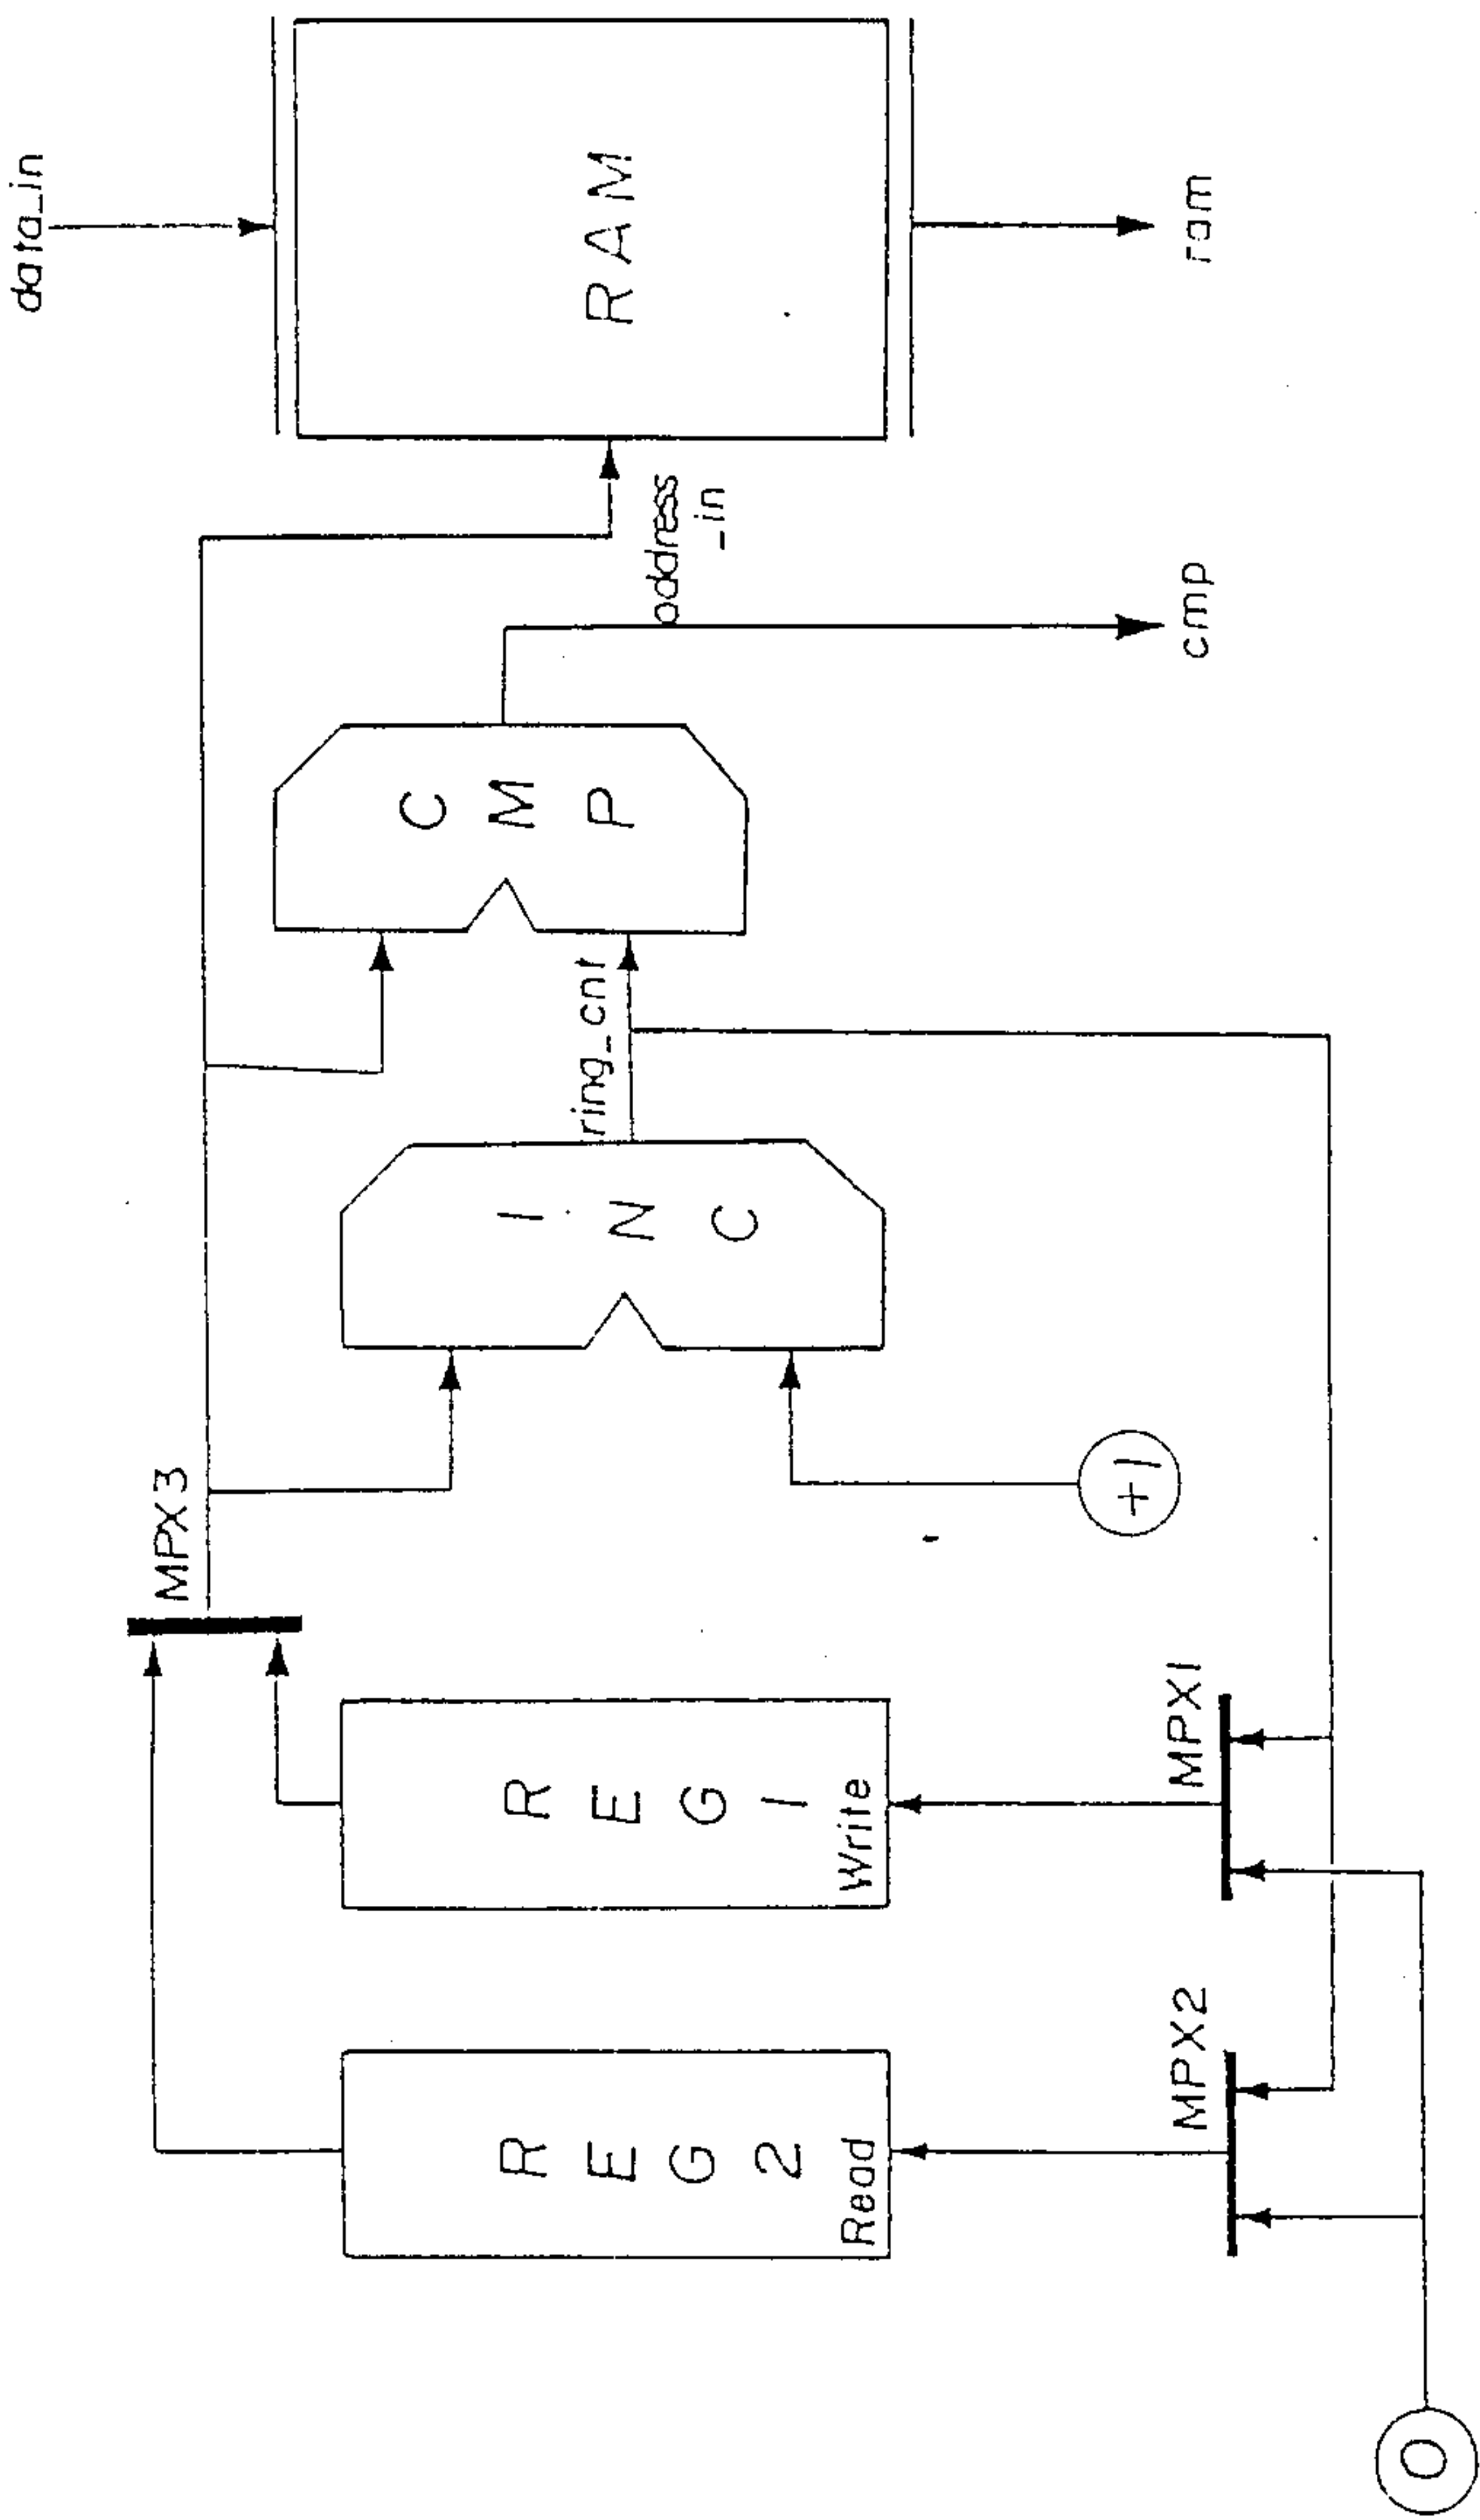 data_in
RAM
ram
address
_in
cmp
CMP
ring_cnt
INC
+1
MPX3
REG1
Write
MPX1
REG2
Read
MPX2
0